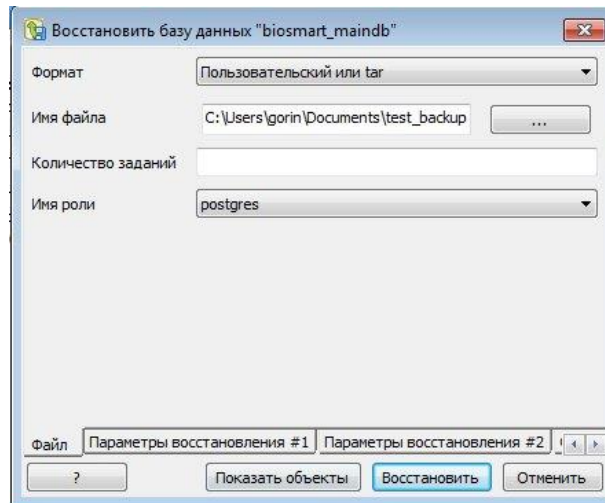 Восстановить базу данных "biosmart_maindb"
Формат
Пользовательский или tar
Имя файла
C:\Users\gorin\Documents\test_backup
...
Количество заданий
Имя роли
postgres
Файл
Параметры восстановления #1
Параметры восстановления #2
?
Показать объекты
Восстановить
Отменить